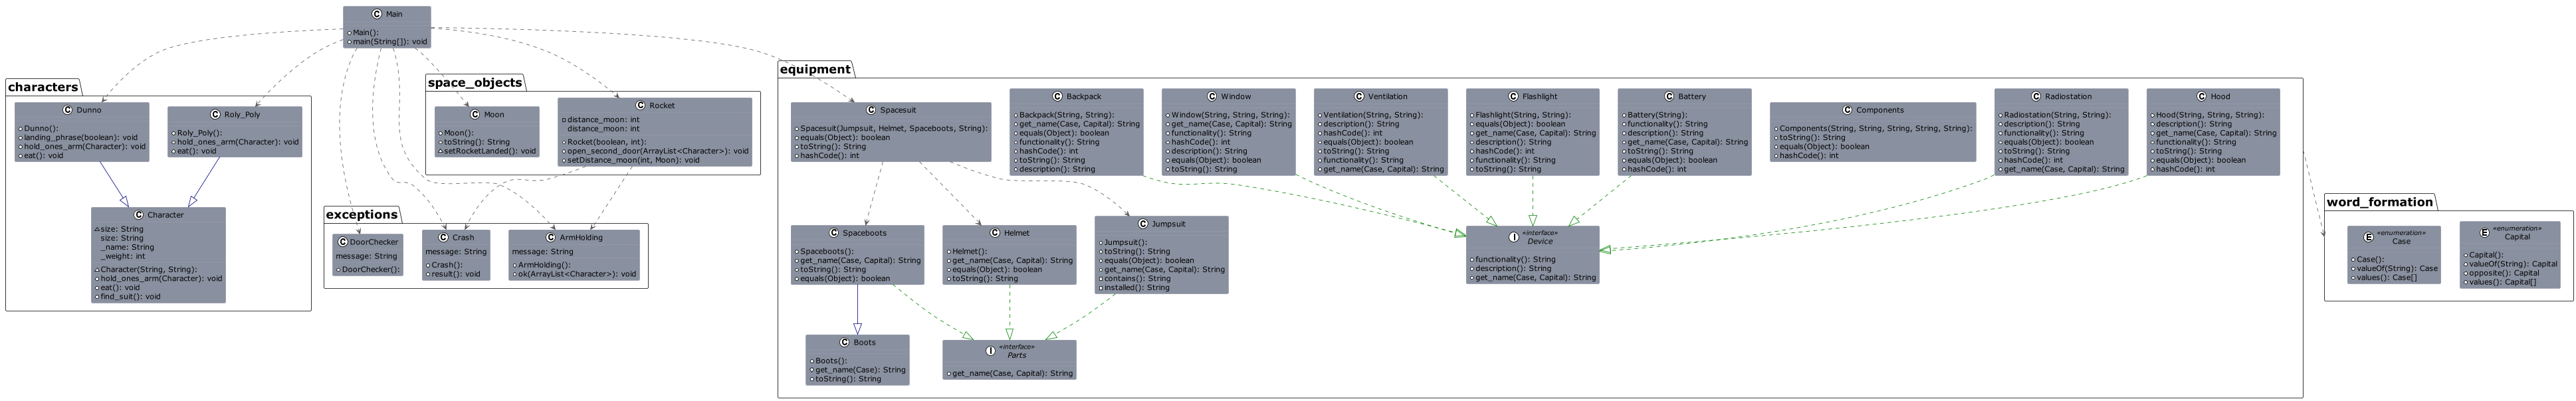 Main
Main():
main(String[]): void
characters
Dunno
Dunno():
landing_phrase(boolean): void
hold_ones_arm(Character): void
eat(): void
Roly_Poly
Roly_Poly():
hold_ones_arm(Character): void
eat(): void
Character
size: String
size: String
_name: String
_weight: int
Character(String, String):
hold_ones_arm(Character): void
eat(): void
find_suit(): void
space_objects
Moon
Moon():
toString(): String
setRocketLanded(): void
Rocket
distance_moon: int
distance_moon: int
Rocket(boolean, int):
open_second_door(ArrayList<Character>): void
setDistance_moon(int, Moon): void
exceptions
DoorChecker
message: String
DoorChecker():
Crash
message: String
Crash():
result(): void
ArmHolding
message: String
ArmHolding():
ok(ArrayList<Character>): void
equipment
Spacesuit
Spacesuit(Jumpsuit, Helmet, Spaceboots, String):
equals(Object): boolean
toString(): String
hashCode(): int
Backpack
Backpack(String, String):
get_name(Case, Capital): String
equals(Object): boolean
functionality(): String
hashCode(): int
toString(): String
description(): String
Window
Window(String, String, String):
get_name(Case, Capital): String
functionality(): String
hashCode(): int
description(): String
equals(Object): boolean
toString(): String
Ventilation
Ventilation(String, String):
description(): String
hashCode(): int
equals(Object): boolean
toString(): String
functionality(): String
get_name(Case, Capital): String
Flashlight
Flashlight(String, String):
equals(Object): boolean
get_name(Case, Capital): String
description(): String
hashCode(): int
functionality(): String
toString(): String
Battery
Battery(String):
functionality(): String
description(): String
get_name(Case, Capital): String
toString(): String
equals(Object): boolean
hashCode(): int
Components
Components(String, String, String, String, String):
toString(): String
equals(Object): boolean
hashCode(): int
Radiostation
Radiostation(String, String):
description(): String
functionality(): String
equals(Object): boolean
toString(): String
hashCode(): int
get_name(Case, Capital): String
Hood
Hood(String, String, String):
description(): String
get_name(Case, Capital): String
functionality(): String
toString(): String
equals(Object): boolean
hashCode(): int
Spaceboots
Spaceboots():
get_name(Case, Capital): String
toString(): String
equals(Object): boolean
Helmet
Helmet():
get_name(Case, Capital): String
equals(Object): boolean
toString(): String
Jumpsuit
Jumpsuit():
toString(): String
equals(Object): boolean
get_name(Case, Capital): String
contains(): String
installed(): String
«interface»
Device
functionality(): String
description(): String
get_name(Case, Capital): String
Boots
Boots():
get_name(Case): String
toString(): String
«interface»
Parts
get_name(Case, Capital): String
word_formation
«enumeration»
Case
Case():
valueOf(String): Case
values(): Case[]
«enumeration»
Capital
Capital():
valueOf(String): Capital
opposite(): Capital
values(): Capital[]